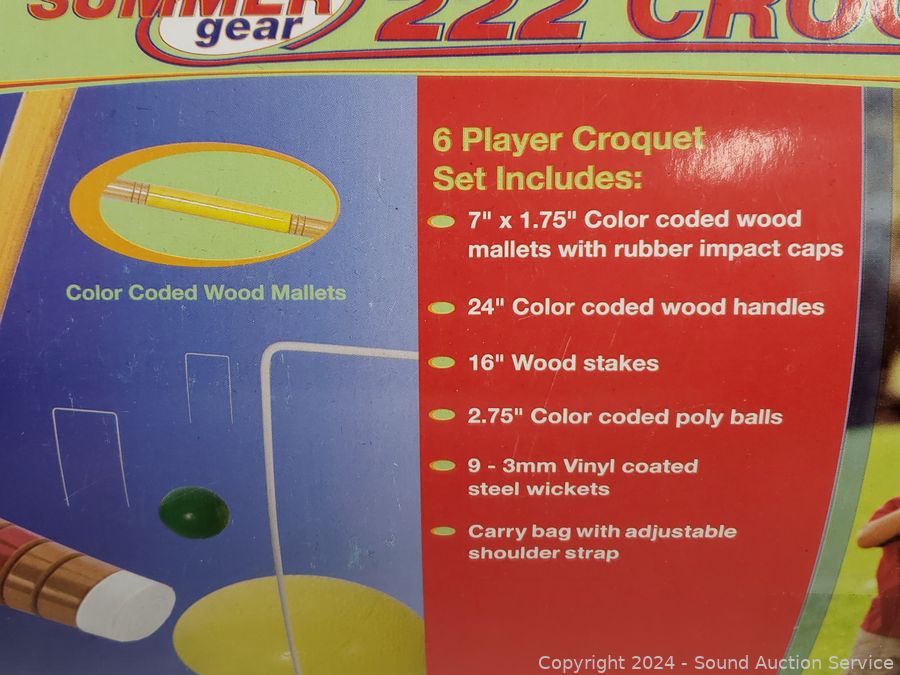 SUMMER
gear
222
Color Coded Wood Mallets
6 Player Croquet
Set Includes:
7" x 1.75" Color coded wood
mallets with rubber impact caps
24" Color coded wood handles
16" Wood stakes
2.75" Color coded poly balls
9 - 3mm Vinyl coated
steel wickets
Carry bag with adjustable
shoulder strap
Copyright 2024 - Sound Auction Service